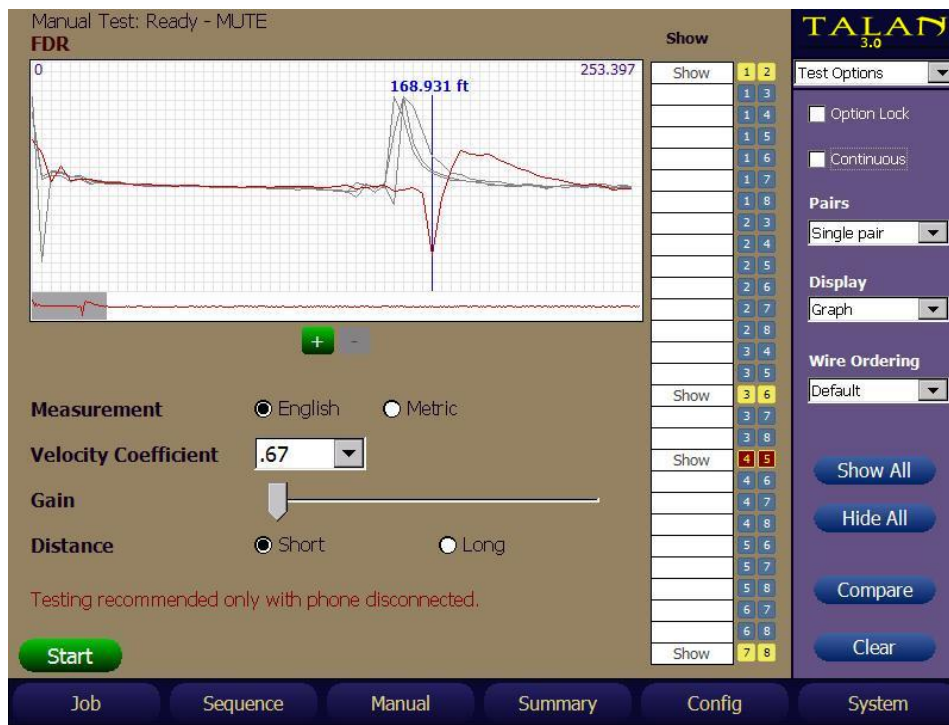 Manual Test: Ready - MUTE
FDR
Show
TALAN
3.0
0
168.931 ft
253.397
Show 1 2
1 3
1 4
1 5
1 6
1 7
1 8
2 3
2 4
2 5
2 6
2 7
2 8
3 4
3 5
Show 3 6
3 7
3 8
Show 4 5
4 6
4 7
4 8
5 6
5 7
5 8
6 7
6 8
Show 7 8
+ -
Measurement English Metric
Velocity Coefficient .67
Gain
Distance Short Long
Testing recommended only with phone disconnected.
Start
Test Options
Option Lock
Continuous
Pairs
Single pair
Display
Graph
Wire Ordering
Default
Show All
Hide All
Compare
Clear
Job Sequence Manual Summary Config System